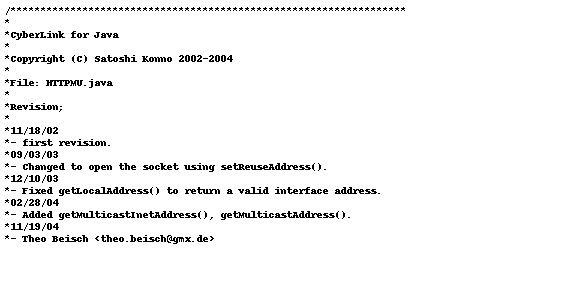 /******************************************************************
*
*CyberLink for Java
*
*Copyright (C) Satoshi Konno 2002-2004
*
*File: HTTPMU.java
*
*Revision;
*
*11/18/02
*- first revision.
*09/03/03
*- Changed to open the socket using setReuseAddress().
*12/10/03
*- Fixed getLocalAddress() to return a valid interface address.
*02/28/04
*- Added getMulticastInetAddress(), getMulticastAddress().
*11/19/04
*- Theo Beisch <theo.beisch@gmx.de>